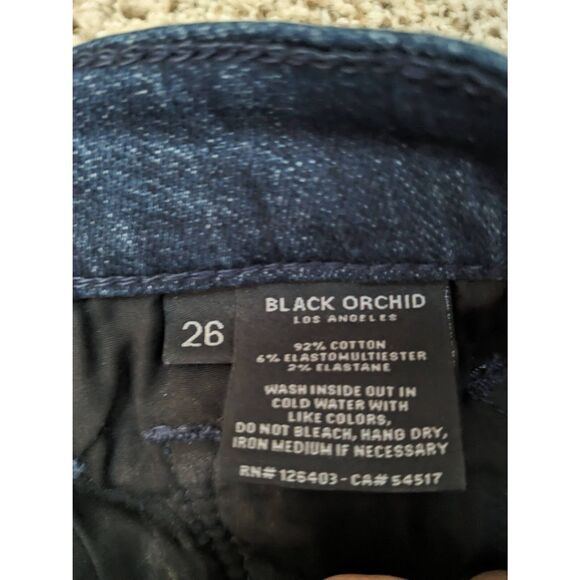 26
BLACK ORCHID
LOS ANGELES
92% COTTON
6% ELASTOMULTIESTER
2% ELASTANE
WASH INSIDE OUT IN
COLD WATER WITH
LIKE COLORS,
DO NOT BLEACH, HANG DRY,
IRON MEDIUM IF NECESSARY
RN# 126403 - CA# 54517